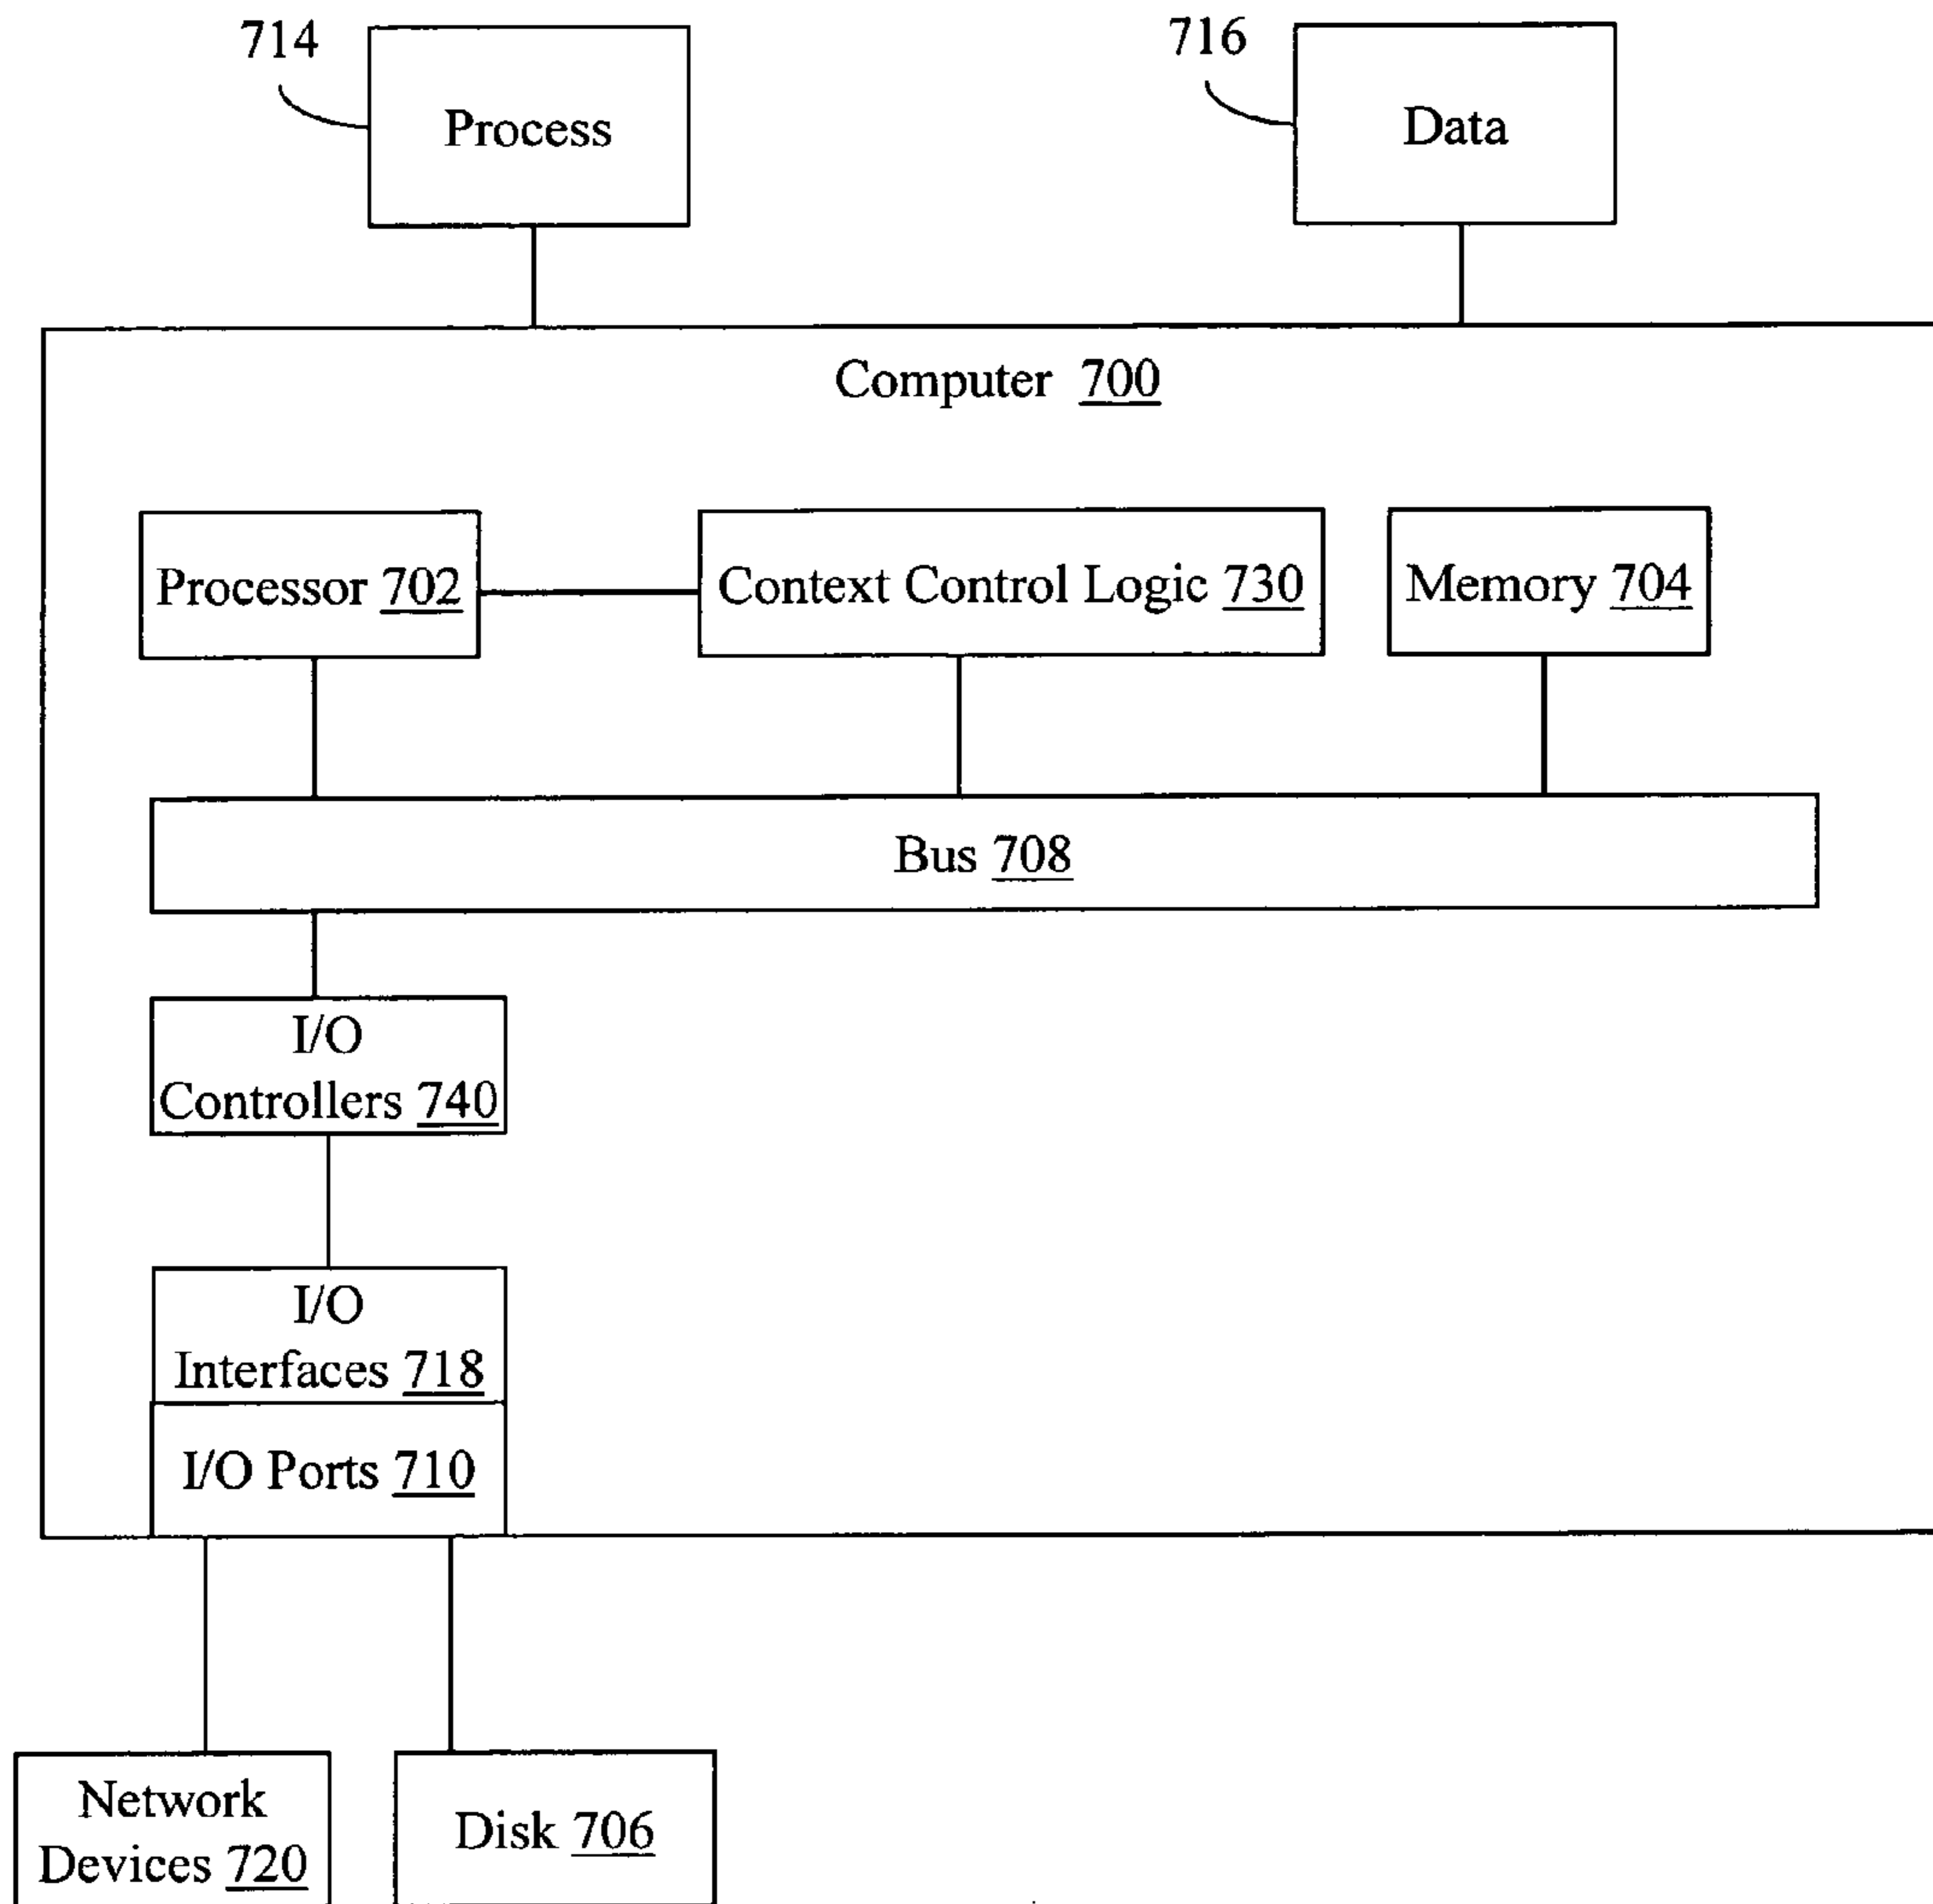 714
Process
716
Data
Computer 700
Processor 702
Context Control Logic 730
Memory 704
Bus 708
I/O
Controllers 740
I/O
Interfaces 718
I/O Ports 710
Network
Devices 720
Disk 706